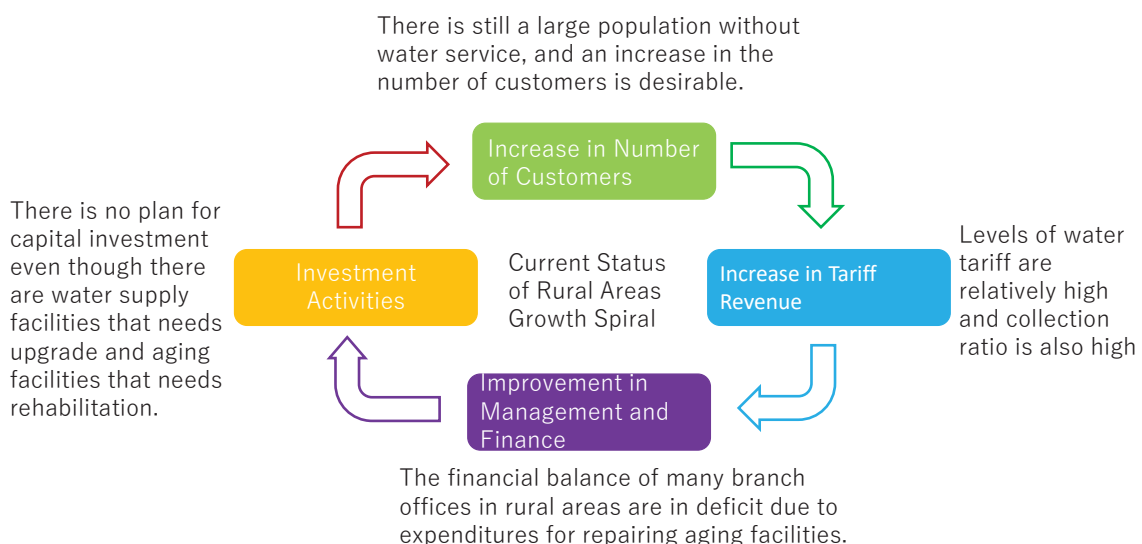 There is still a large population without
water service, and an increase in the
number of customers is desirable.
Increase in Number
of Customers
There is no plan for
capital investment
even though there
are water supply
facilities that needs
upgrade and aging
facilities that needs
rehabilitation.
Investment
Activities
Current Status
of Rural Areas
Growth Spiral
Increase in Tariff
Revenue
Levels of water
tariff are
relatively high
and collection
ratio is also high
Improvement in
Management and
Finance
The financial balance of many branch
offices in rural areas are in deficit due to
expenditures for repairing aging facilities.